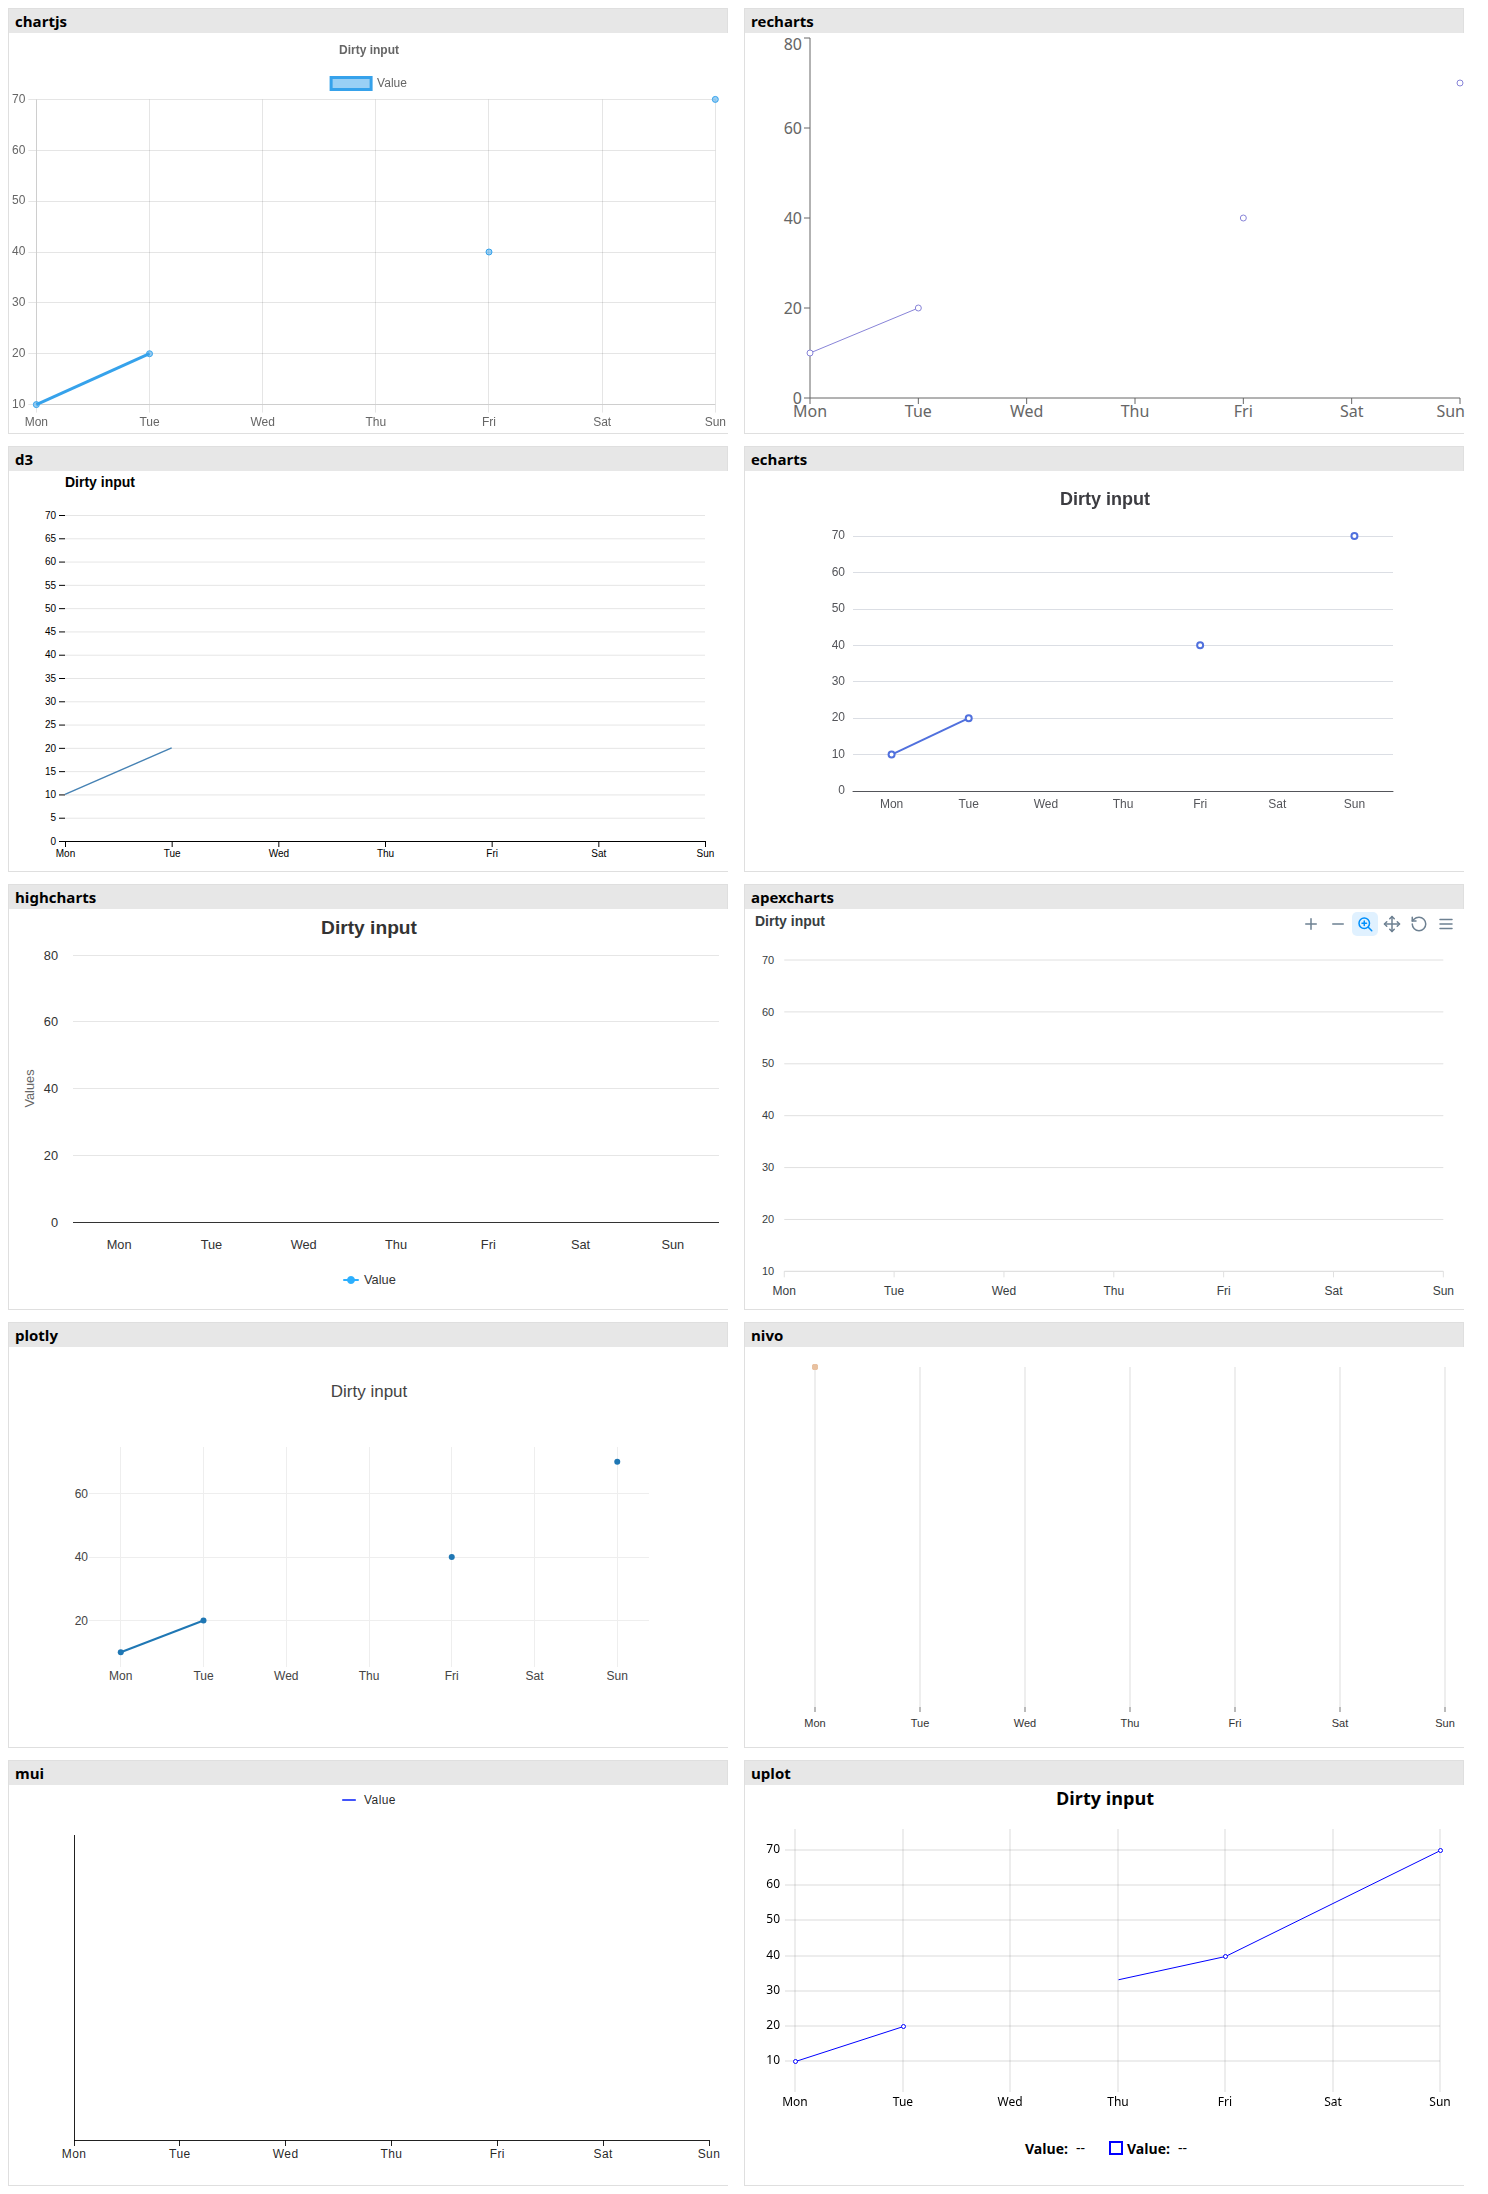 chartjs
Dirty input
Value
70
60
50
40
30
20
10
Mon Tue Wed Thu Fri Sat Sun
recharts
80
60
40
20
0
Mon Tue Wed Thu Fri Sat Sun
d3
Dirty input
70
65
60
55
50
45
40
35
30
25
20
15
10
5
0
Mon Tue Wed Thu Fri Sat Sun
echarts
Dirty input
70
60
50
40
30
20
10
0
Mon Tue Wed Thu Fri Sat Sun
highcharts
Dirty input
80
60
40
20
0
Values
Mon Tue Wed Thu Fri Sat Sun
Value
apexcharts
Dirty input
70
60
50
40
30
20
10
Mon Tue Wed Thu Fri Sat Sun
plotly
Dirty input
60
40
20
Mon Tue Wed Thu Fri Sat Sun
nivo
Mon Tue Wed Thu Fri Sat Sun
mui
Value
Mon Tue Wed Thu Fri Sat Sun
uplot
Dirty input
70
60
50
40
30
20
10
Mon Tue Wed Thu Fri Sat Sun
Value: -- Value: --